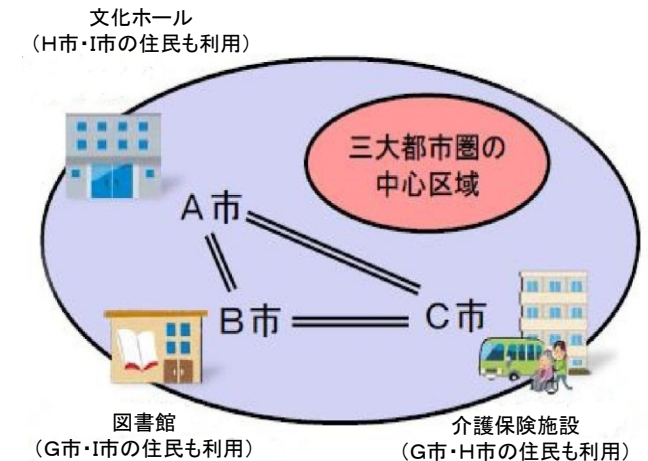 文化ホール
（H市・I市の住民も利用）
三大都市圏の
中心区域
A市
B市
C市
図書館
（G市・I市の住民も利用）
介護保険施設
（G市・H市の住民も利用）